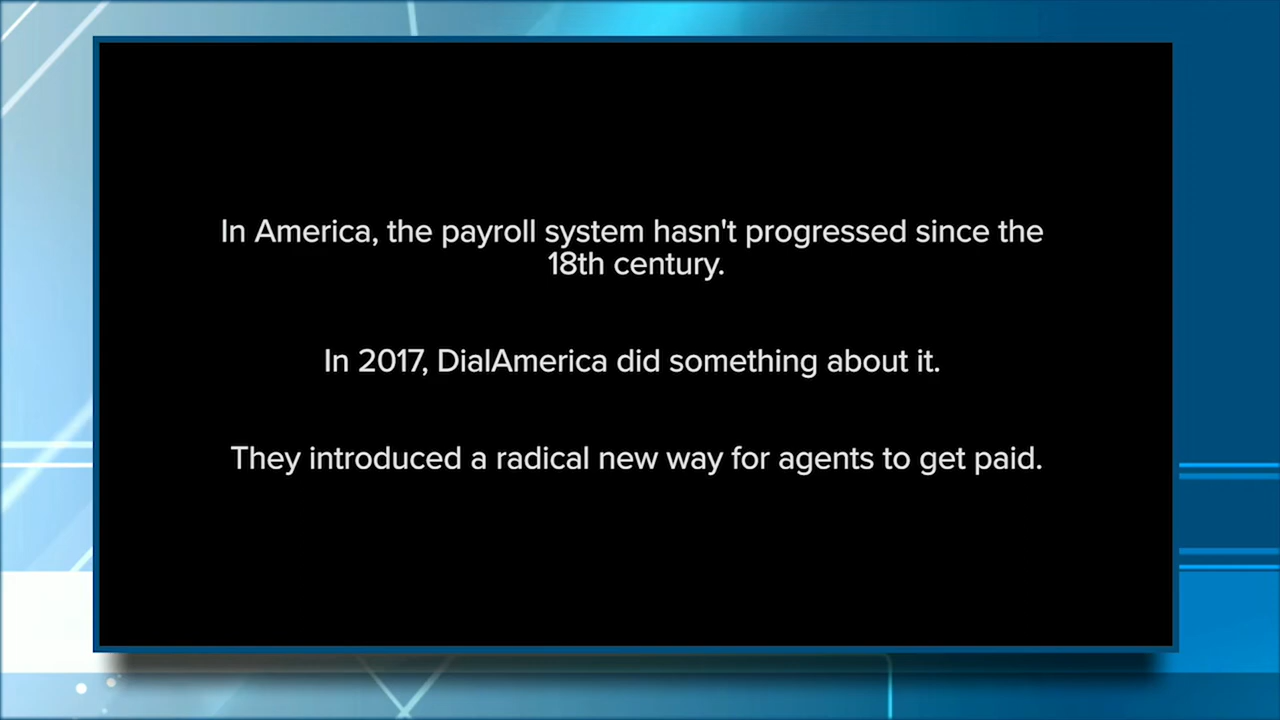 In America, the payroll system hasn't progressed since the
18th century.
In 2017, DialAmerica did something about it.
They introduced a radical new way for agents to get paid.